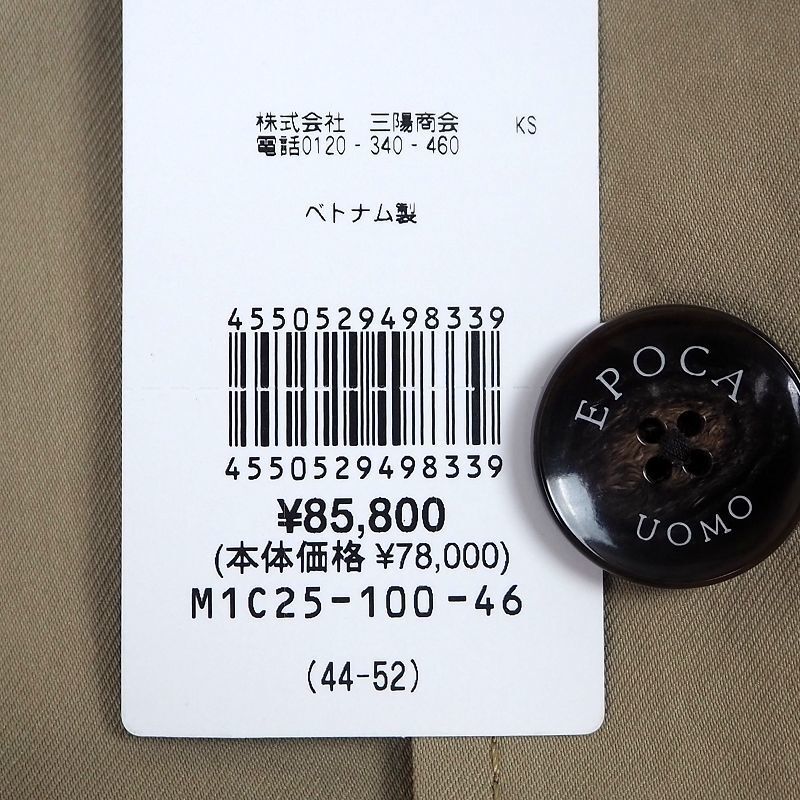 株式会社 三陽商会 KS
電話0120-340-460
ベトナム製
4550529498339
4550529498339
¥85,800
(本体価格 ¥78,000)
M1C25-100-46
(44-52)
EPOCA
UOMO